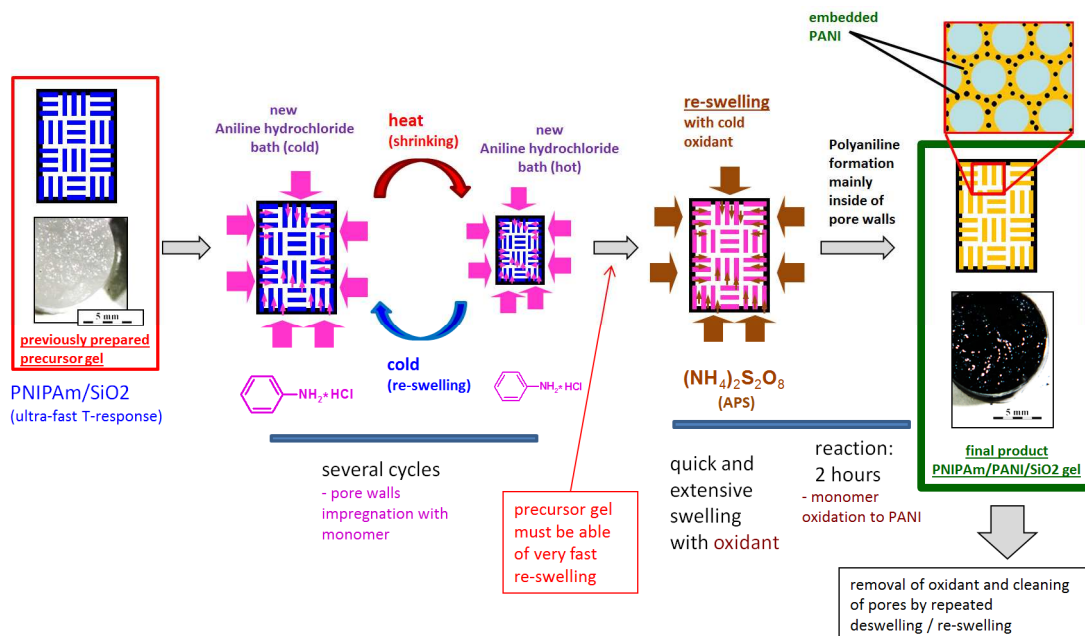 embedded
PANI
new
Aniline hydrochloride
bath (cold)
heat
(shrinking)
new
Aniline hydrochloride
bath (hot)
re-swelling
with cold
oxidant
Polyaniline
formation
mainly
inside of
pore walls
5 mm
previously prepared
precursor gel
PNIPAm/SiO2
(ultra-fast T-response)
cold
(re-swelling)
NH2* HCl
NH2* HCl
(NH4)2S2O8
(APS)
5 mm
final product
PNIPAm/PANI/SiO2 gel
several cycles
- pore walls
impregnation with
monomer
precursor gel
must be able
of very fast
re-swelling
quick and
extensive
swelling
with oxidant
reaction:
2 hours
- monomer
oxidation to PANI
removal of oxidant and cleaning
of pores by repeated
deswelling / re-swelling